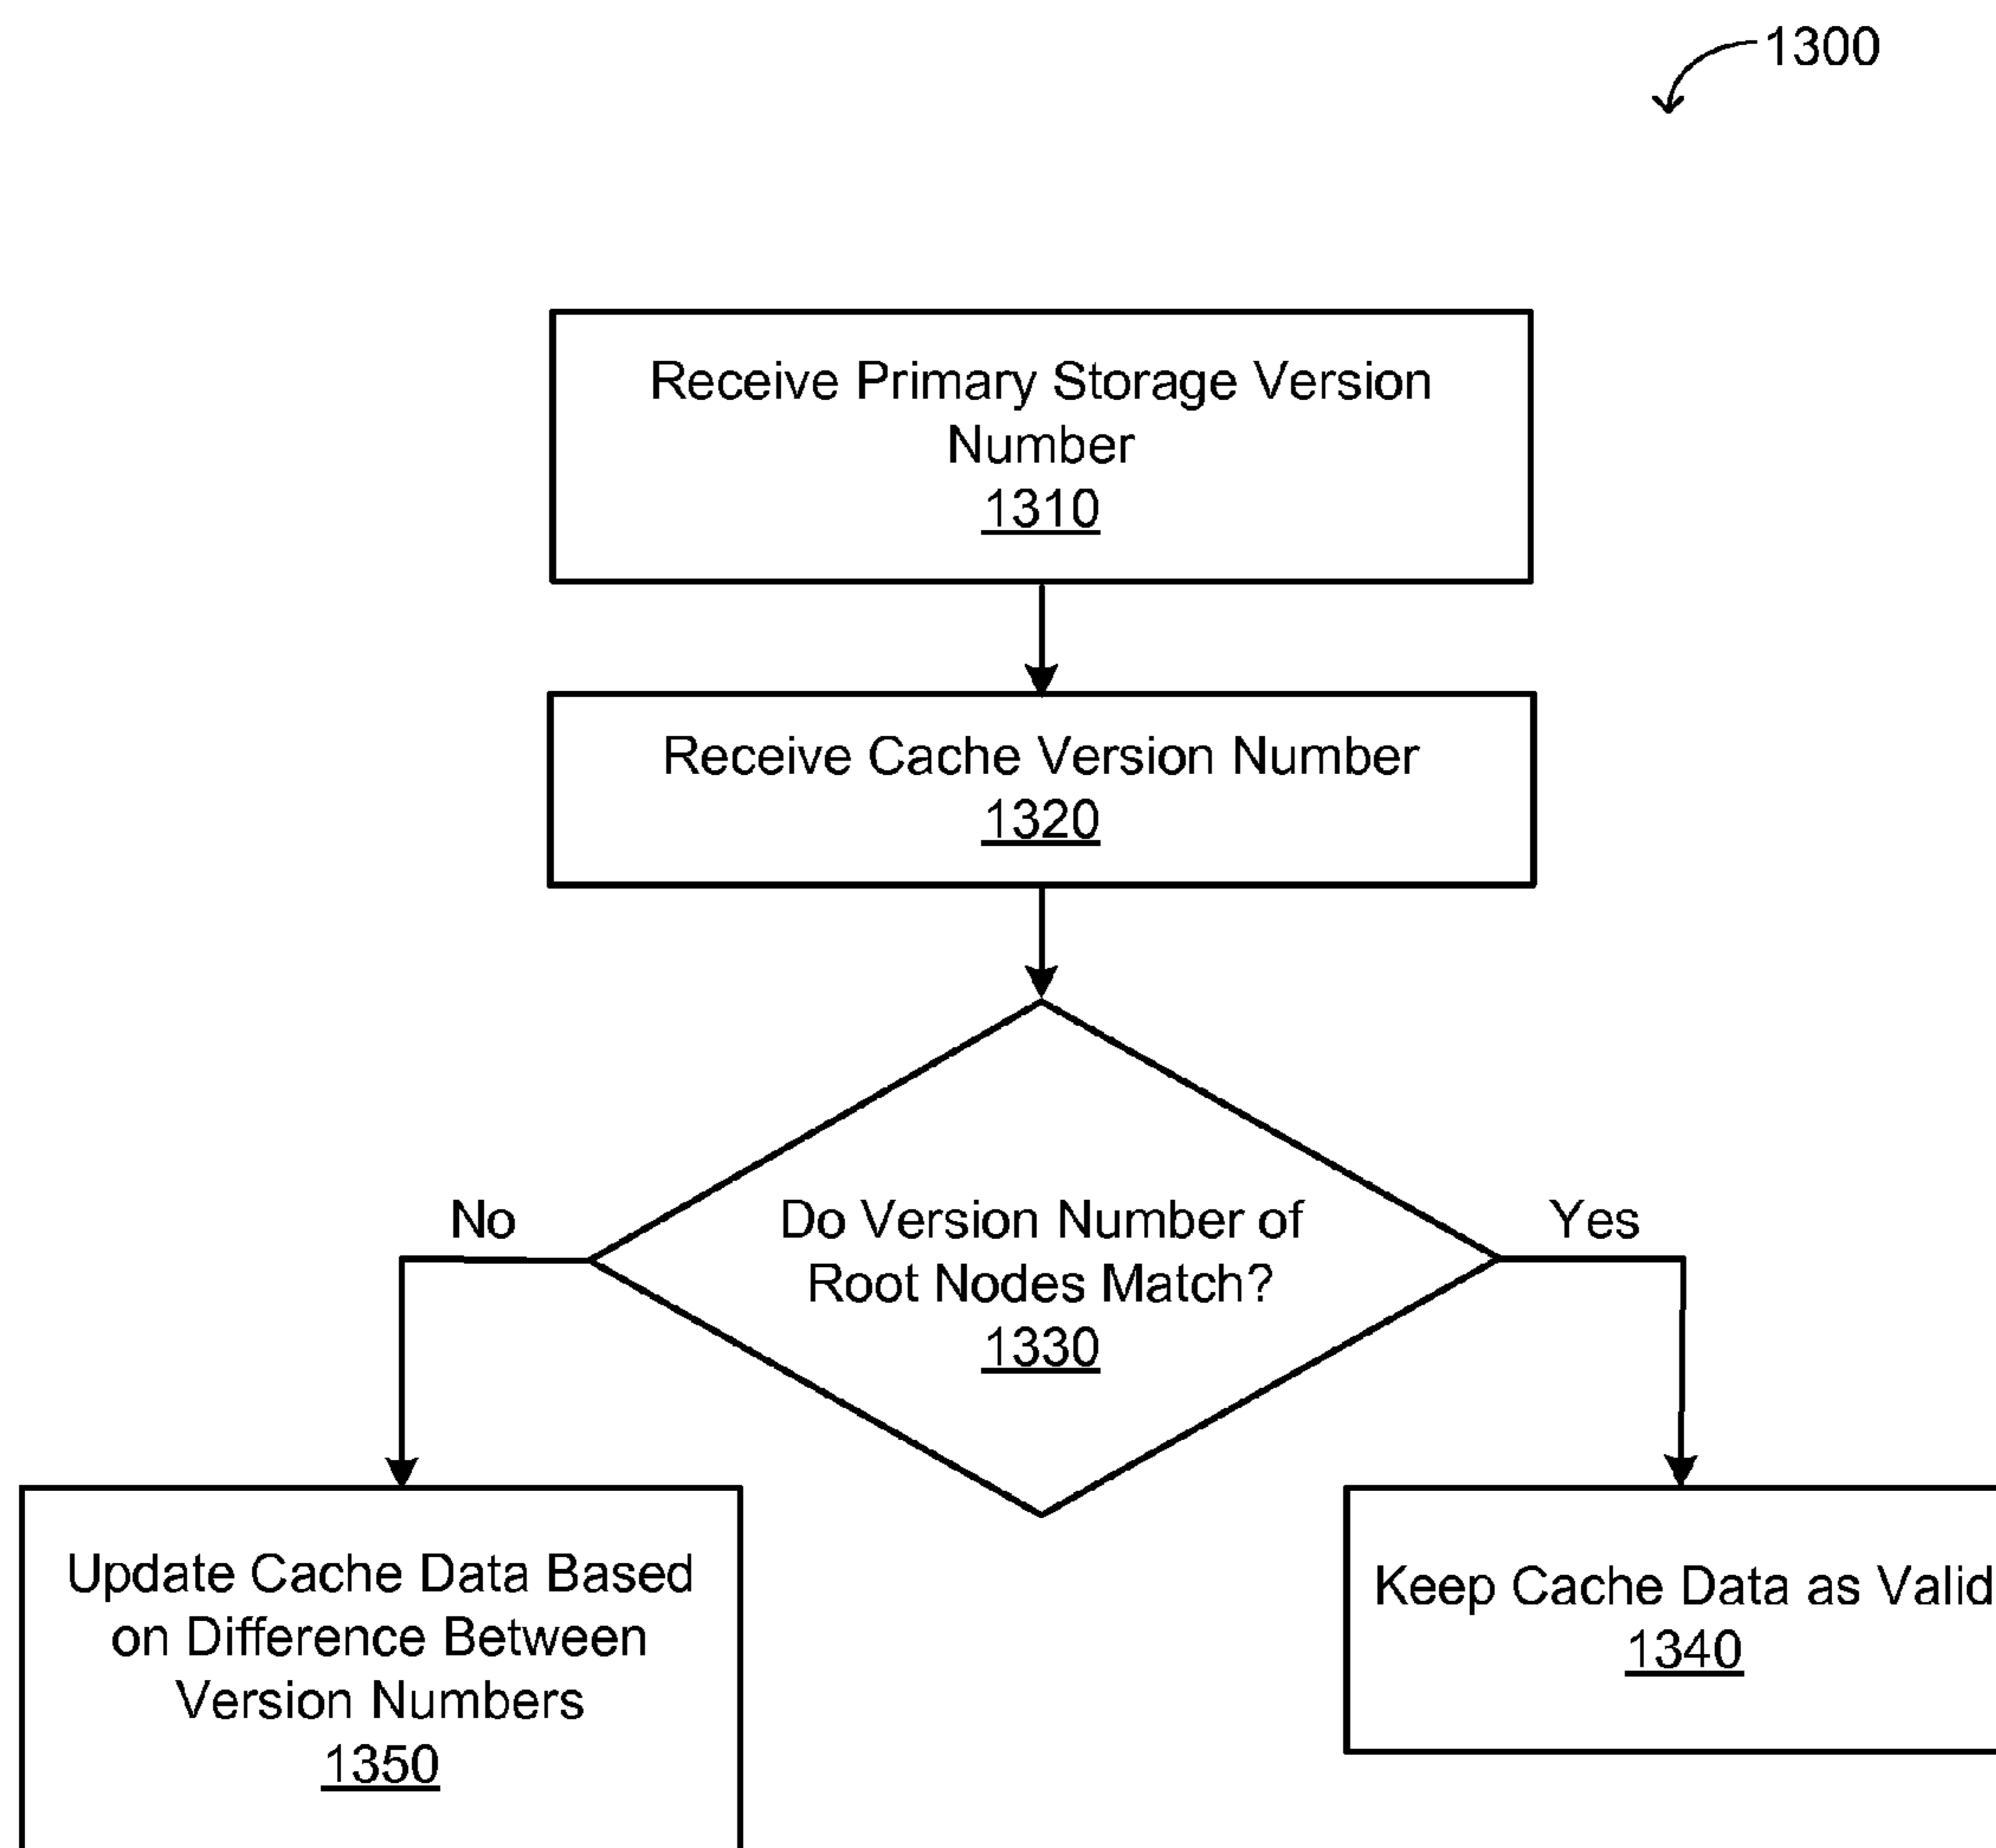 1300
Receive Primary Storage Version
Number
1310
Receive Cache Version Number
1320
Do Version Number of
Root Nodes Match?
1330
No
Yes
Update Cache Data Based
on Difference Between
Version Numbers
1350
Keep Cache Data as Valid
1340